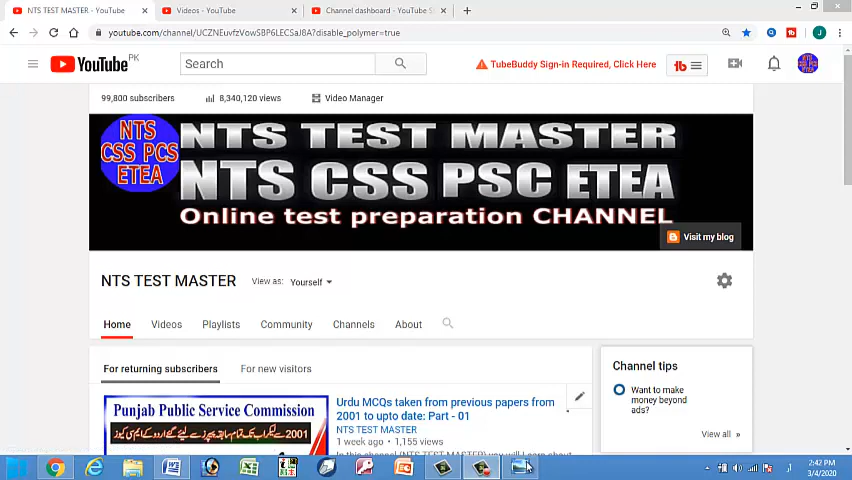 NTS TEST MASTER - YouTube
Videos - YouTube
Channel dashboard - YouTube S
youtube.com/channel/UCZNEuvfzVowSBP6LECSaJ8A?disable_polymer=true
YouTube PK
Search
TubeBuddy Sign-in Required, Click Here
tb
99,800 subscribers
8,340,120 views
Video Manager
NTS
CSS PCS
ETEA
NTS TEST MASTER
NTS CSS PSC ETEA
Online test preparation CHANNEL
Visit my blog
NTS TEST MASTER
View as: Yourself
Home
Videos
Playlists
Community
Channels
About
For returning subscribers
For new visitors
Punjab Public Service Commission
Urdu MCQs taken from previous papers from
2001 to upto date: Part - 01
NTS TEST MASTER
1 week ago • 1,155 views
Channel tips
Want to make
money beyond
ads?
View all »
2:42 PM
3/4/2020